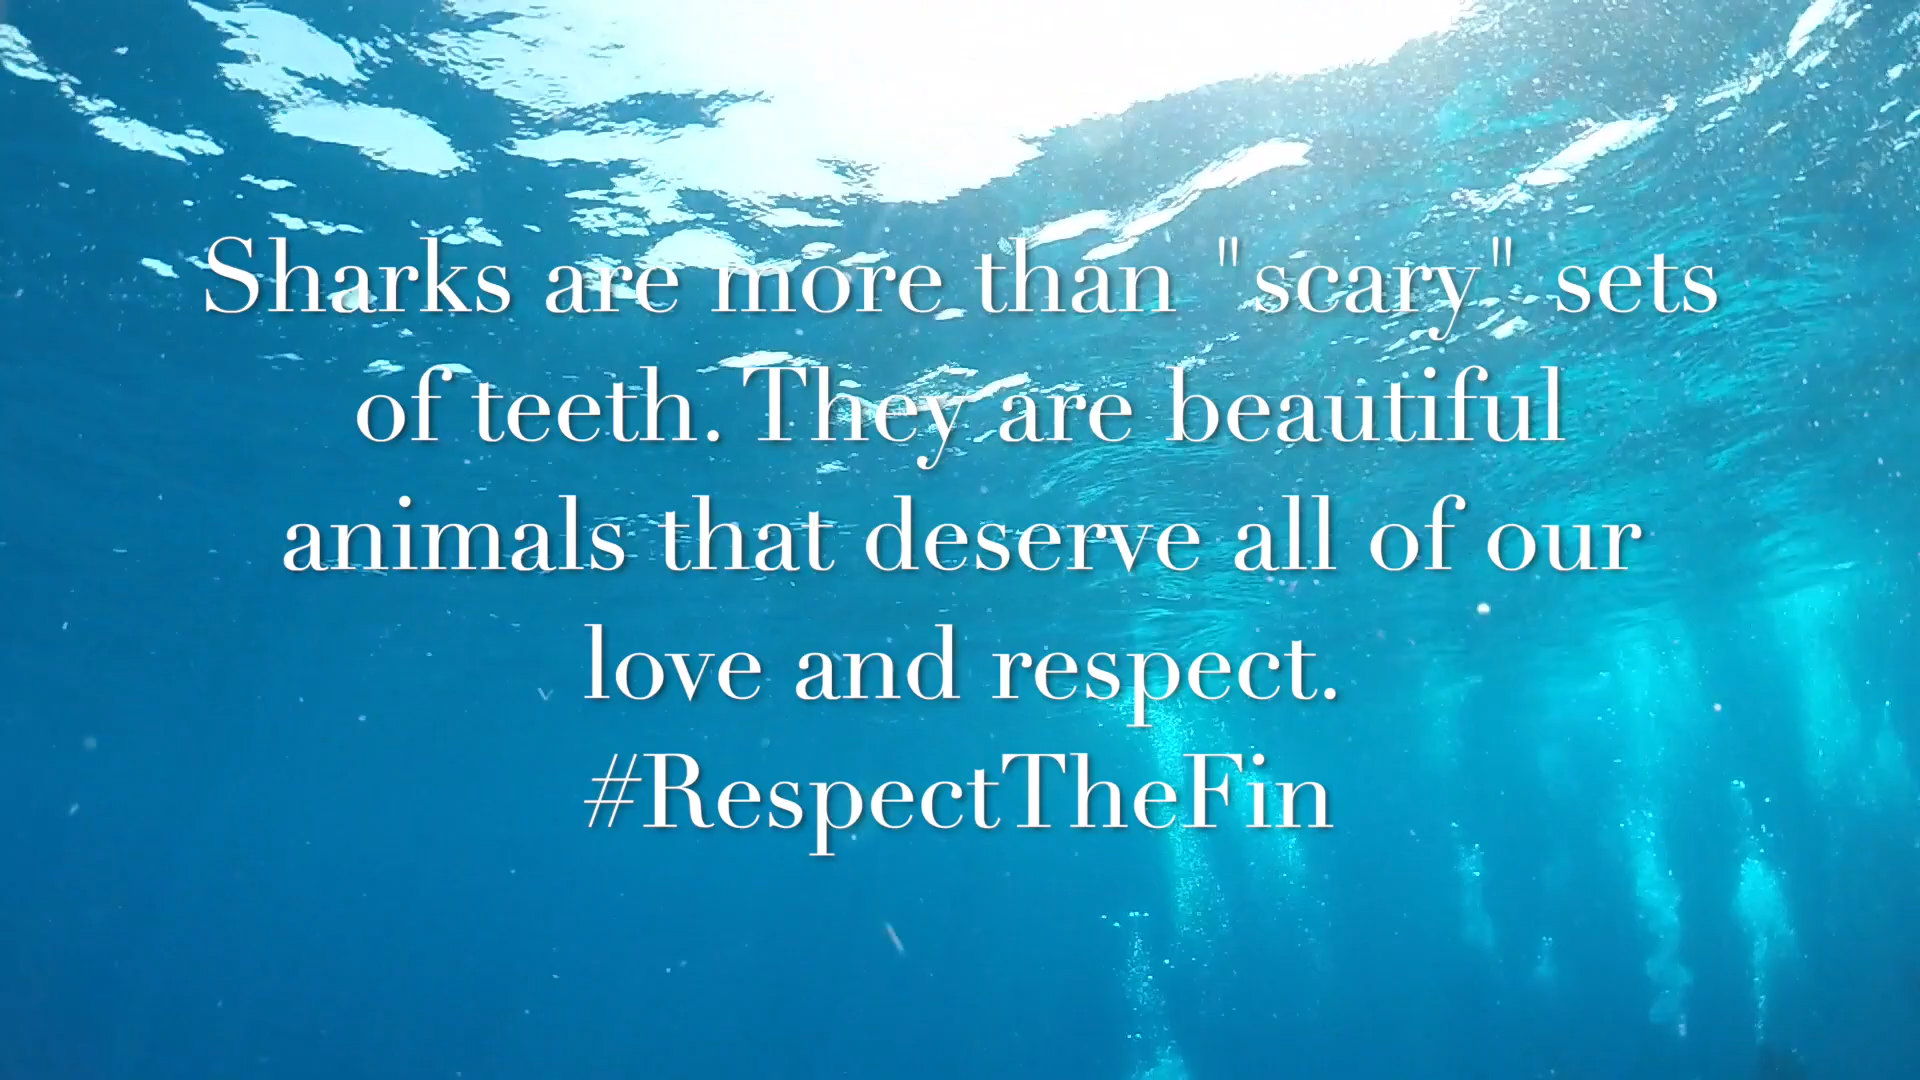 Sharks are more than "scary" sets
of teeth. They are beautiful
animals that deserve all of our
love and respect.
#RespectTheFin